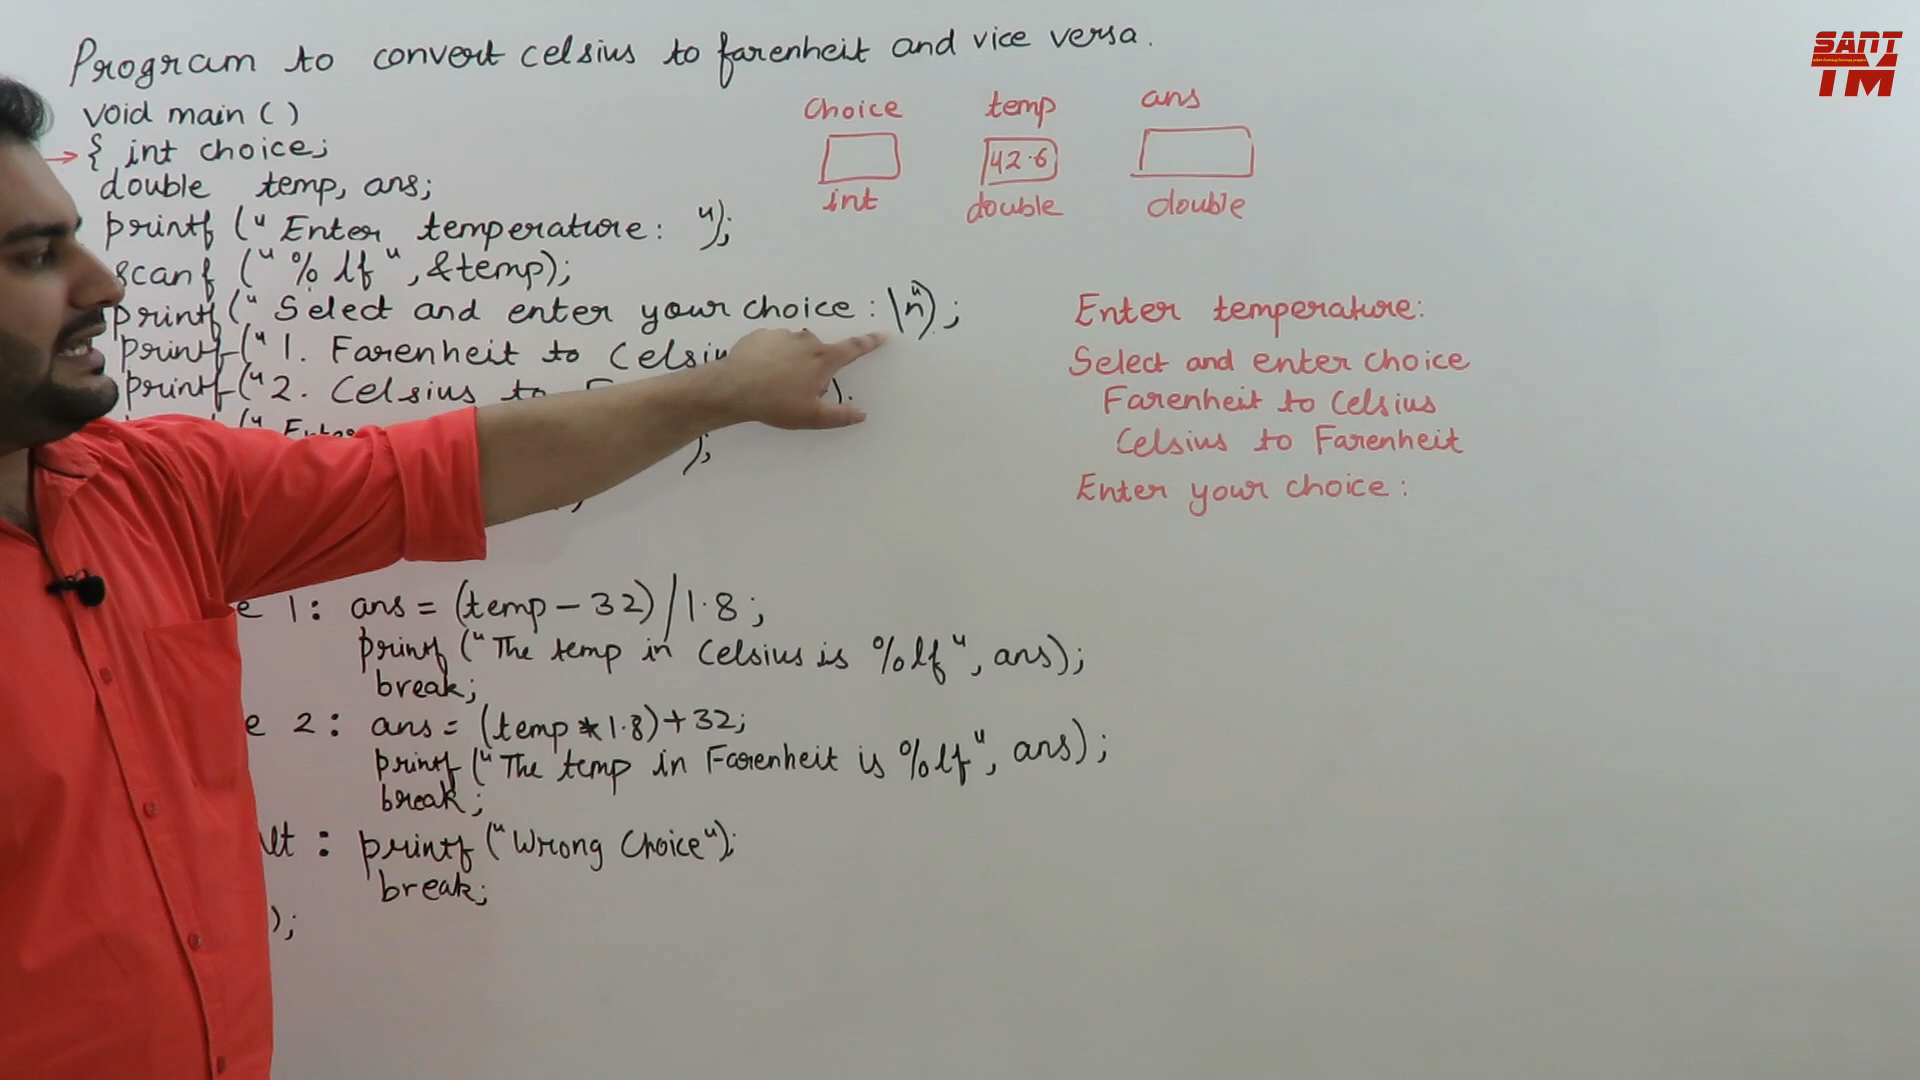 Program to convert celsius to farenheit and vice versa.
void main ( )
{ int choice;
double temp, ans;
printf (" Enter temperature: ");
scanf (" % lf ", &temp);
printf (" Select and enter your choice : \n");
printf (" 1. Farenheit to Celsiu
printf (" 2. Celsius to F );
(" Enter );
;
e 1: ans = (temp - 32) / 1.8 ;
printf ("The temp in Celsius is %lf", ans);
break;
e 2: ans = (temp * 1.8) + 32;
printf ("The temp in Farenheit is %lf", ans);
break;
ult : printf ("Wrong Choice");
break;
);
Choice temp ans
42.6
int double double
Enter temperature:
Select and enter choice
Farenheit to Celsius
Celsius to Farenheit
Enter your choice :
SANT
TM